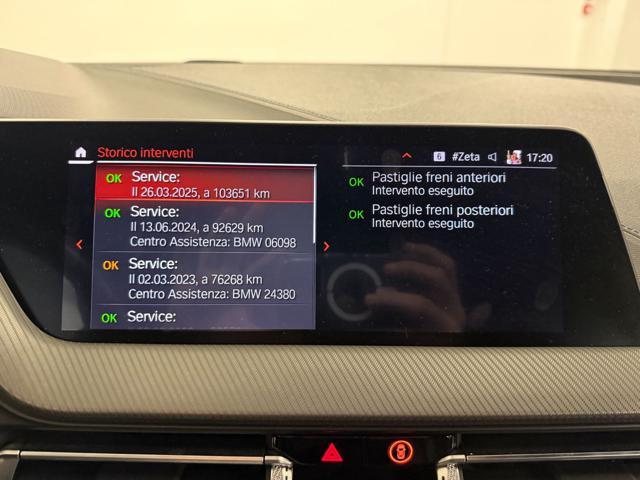 Storico interventi
6 #Zeta 17:20
OK Service:
Il 26.03.2025, a 103651 km
OK Service:
Il 13.06.2024, a 92629 km
Centro Assistenza: BMW 06098
OK Service:
Il 02.03.2023, a 76268 km
Centro Assistenza: BMW 24380
OK Service:
OK Pastiglie freni anteriori
Intervento eseguito
OK Pastiglie freni posteriori
Intervento eseguito